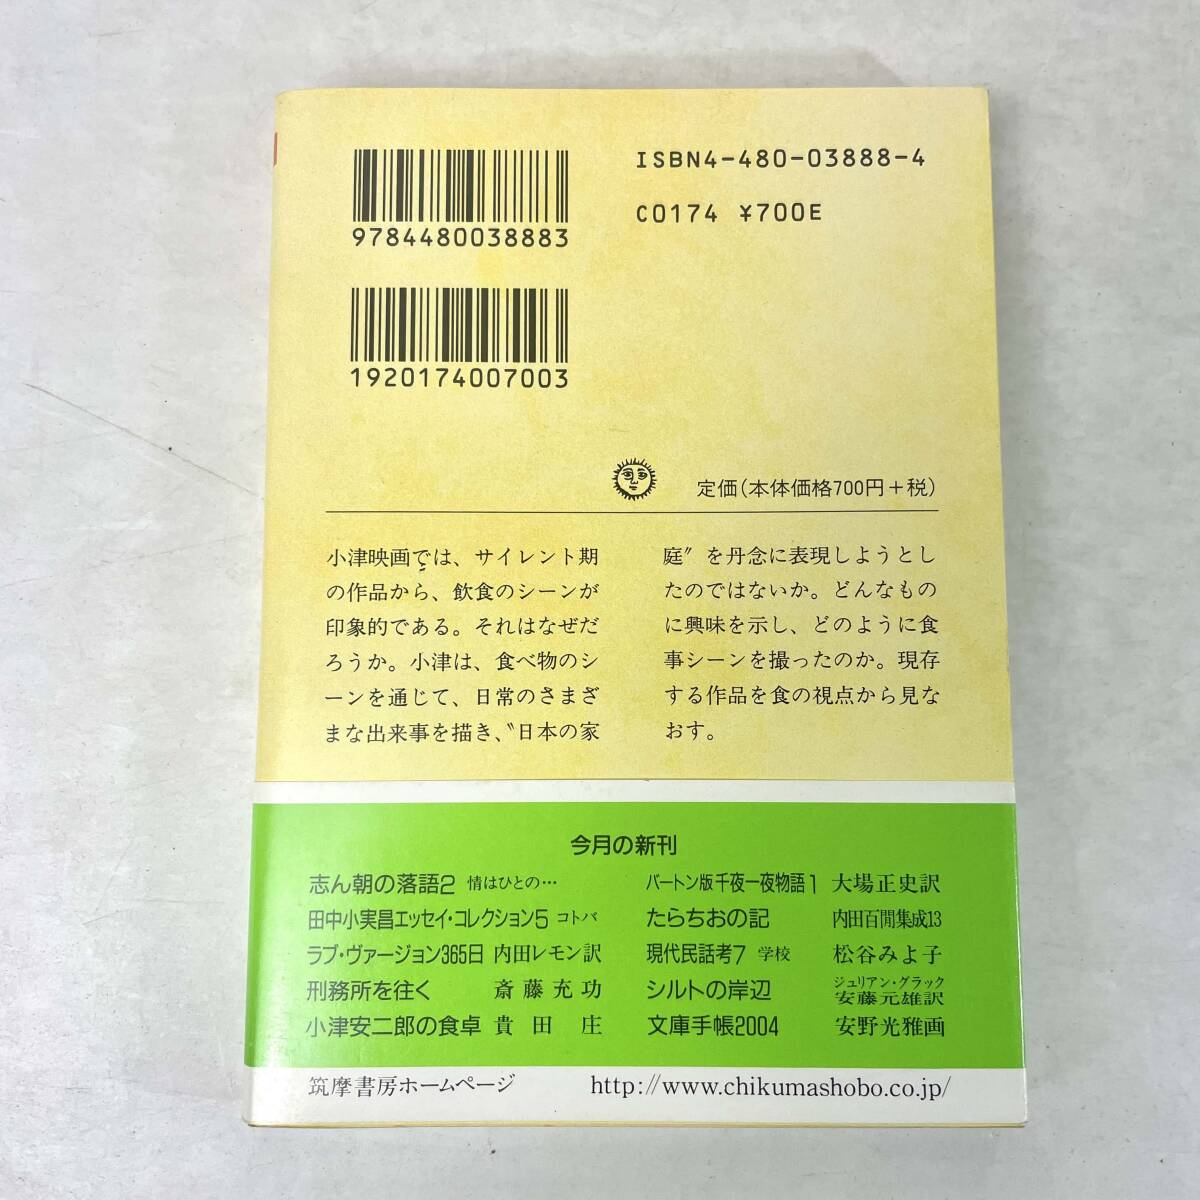 ISBN4-480-03888-4
9784480038883
C0174 ¥700E
1920174007003
定価(本体価格700円+税)
小津映画では、サイレント期
の作品から、飲食のシーンが
印象的である。それはなぜだ
ろうか。小津は、食べ物のシ
ーンを通じて、日常のさまざ
まな出来事を描き、〝日本の家
庭〟を丹念に表現しようとし
たのではないか。どんなもの
に興味を示し、どのように食
事シーンを撮ったのか。現存
する作品を食の視点から見な
おす。
今月の新刊
志ん朝の落語2 情はひとの…
田中小実昌エッセイ・コレクション5 コトバ
ラブ・ヴァージョン365日 内田レモン訳
刑務所を往く 斎藤充功
小津安二郎の食卓 貴田庄
バートン版千夜一夜物語1 大場正史訳
たらちおの記 内田百閒集成13
現代民話考7 学校 松谷みよ子
シルトの岸辺 ジュリアン・グラック 安藤元雄訳
文庫手帳2004 安野光雅画
筑摩書房ホームページ http://www.chikumashobo.co.jp/